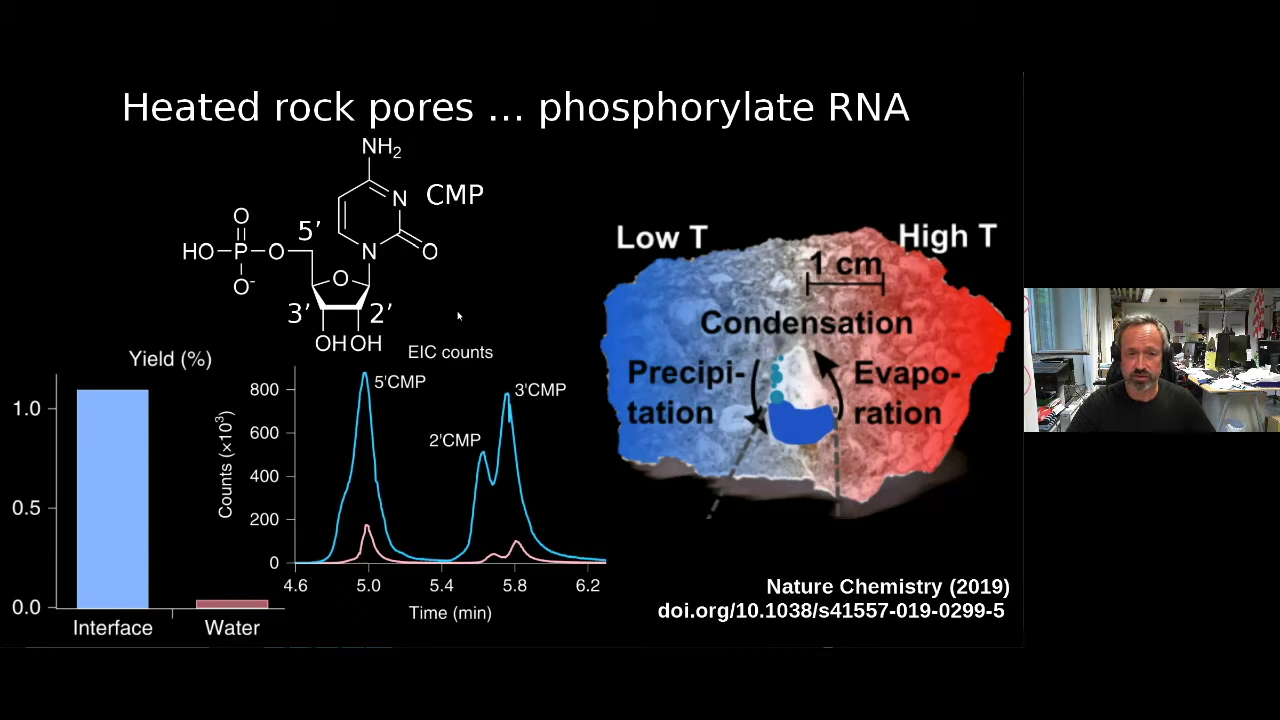 Heated rock pores ... phosphorylate RNA
NH2
N
CMP
O
5’
HO
P
O
N
O
O-
O
3’
2’
OH
OH
Yield (%)
1.0
0.5
0.0
Interface
Water
EIC counts
Counts (×10³)
800
600
400
200
0
5'CMP
2'CMP
3'CMP
4.6
5.0
5.4
5.8
6.2
Time (min)
Low T
High T
1 cm
Condensation
Precipi-
tation
Evapo-
ration
Nature Chemistry (2019)
doi.org/10.1038/s41557-019-0299-5